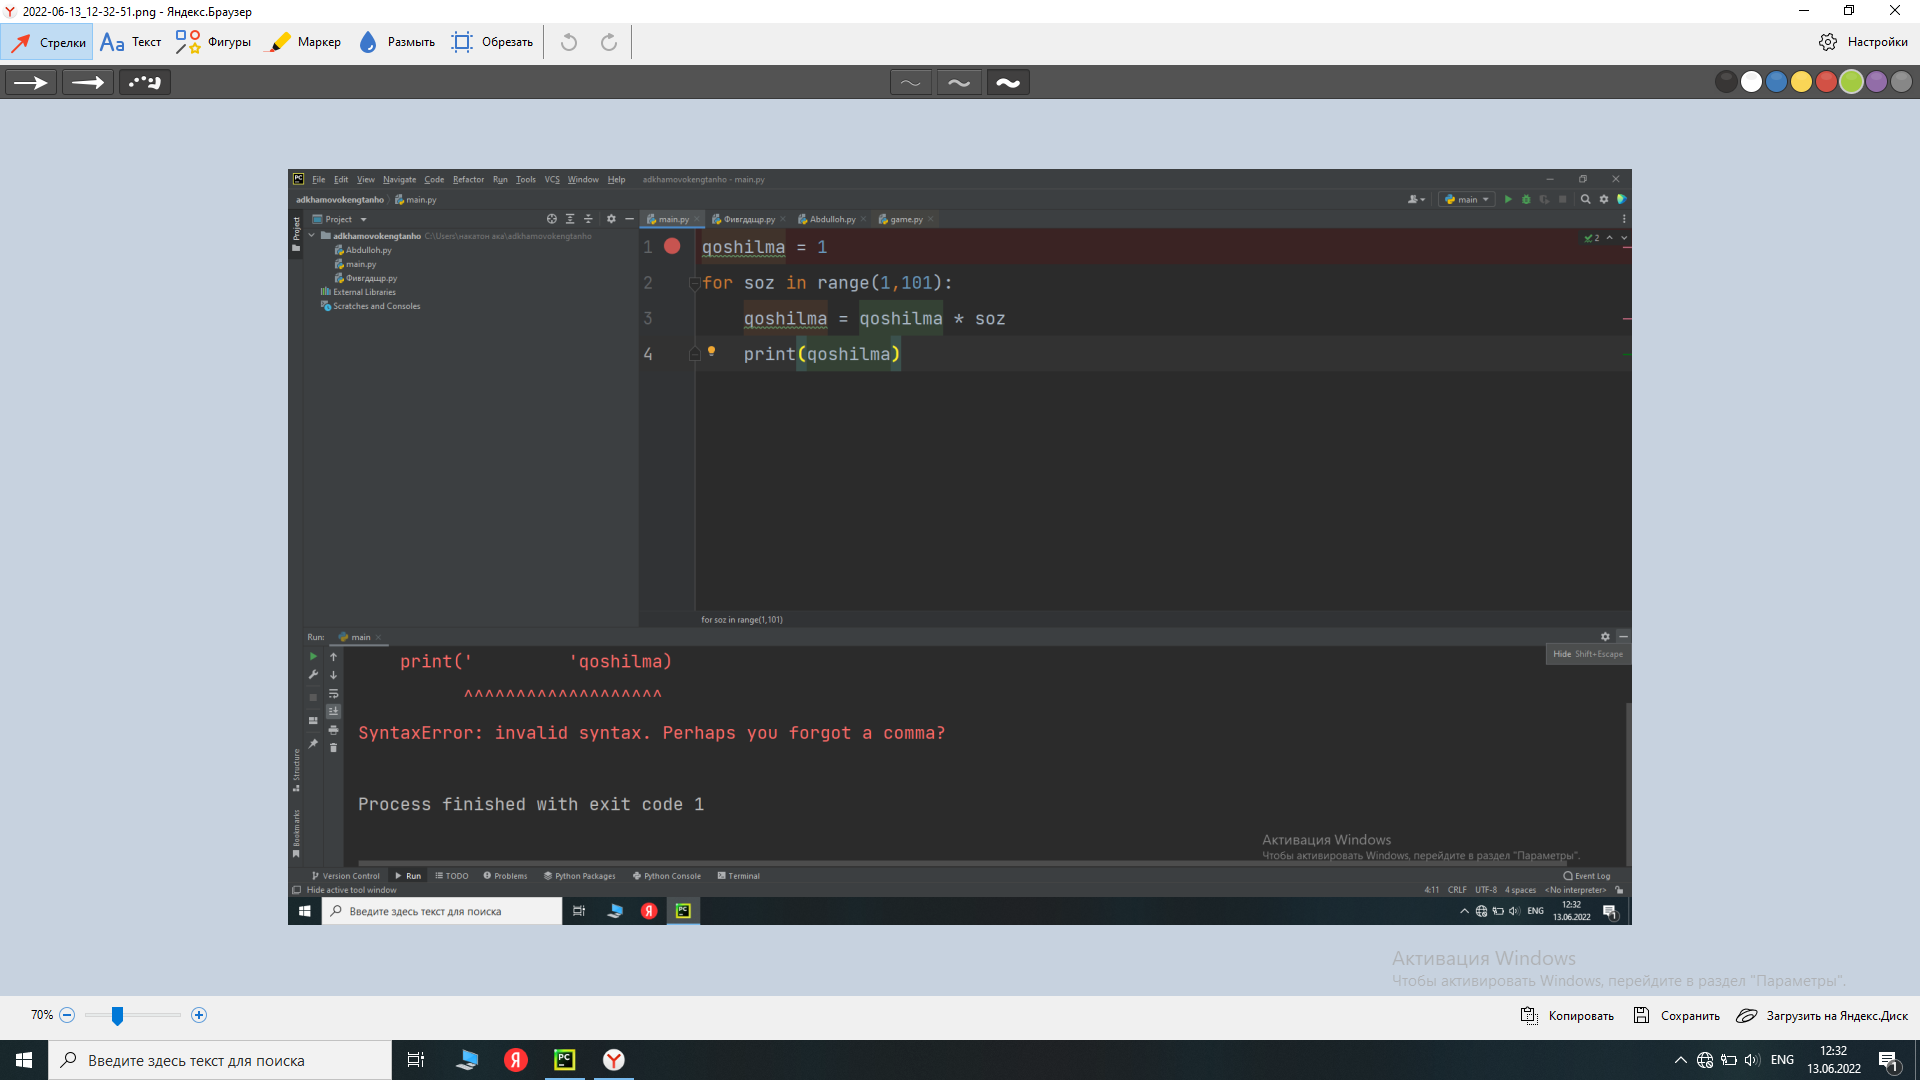 2022-06-13_12-32-51.png - Яндекс.Браузер
Стрелки Текст Фигуры Маркер Размыть Обрезать Настройки
File Edit View Navigate Code Refactor Run Tools VCS Window Help adkhamovokengtanho - main.py
adkhamovokengtanho main.py main
Project
Project
main.py Фивгдащр.py Abdulloh.py game.py
adkhamovokengtanho C:\Users\накатон ака\adkhamovokengtanho
Abdulloh.py
main.py
Фивгдащр.py
External Libraries
Scratches and Consoles
1 qoshilma = 1
2 for soz in range(1,101):
3 qoshilma = qoshilma * soz
4 print(qoshilma)
2
for soz in range(1,101)
Run: main
Hide Shift+Escape
print(' 'qoshilma)
^^^^^^^^^^^^^^^^^^^
SyntaxError: invalid syntax. Perhaps you forgot a comma?
Process finished with exit code 1
Structure
Bookmarks
Активация Windows
Чтобы активировать Windows, перейдите в раздел "Параметры".
Version Control Run TODO Problems Python Packages Python Console Terminal Event Log
Hide active tool window 4:11 CRLF UTF-8 4 spaces <No interpreter>
Введите здесь текст для поиска ENG 12:32
13.06.2022
Активация Windows
Чтобы активировать Windows, перейдите в раздел "Параметры".
70% Копировать Сохранить Загрузить на Яндекс.Диск
Введите здесь текст для поиска ENG 12:32
13.06.2022